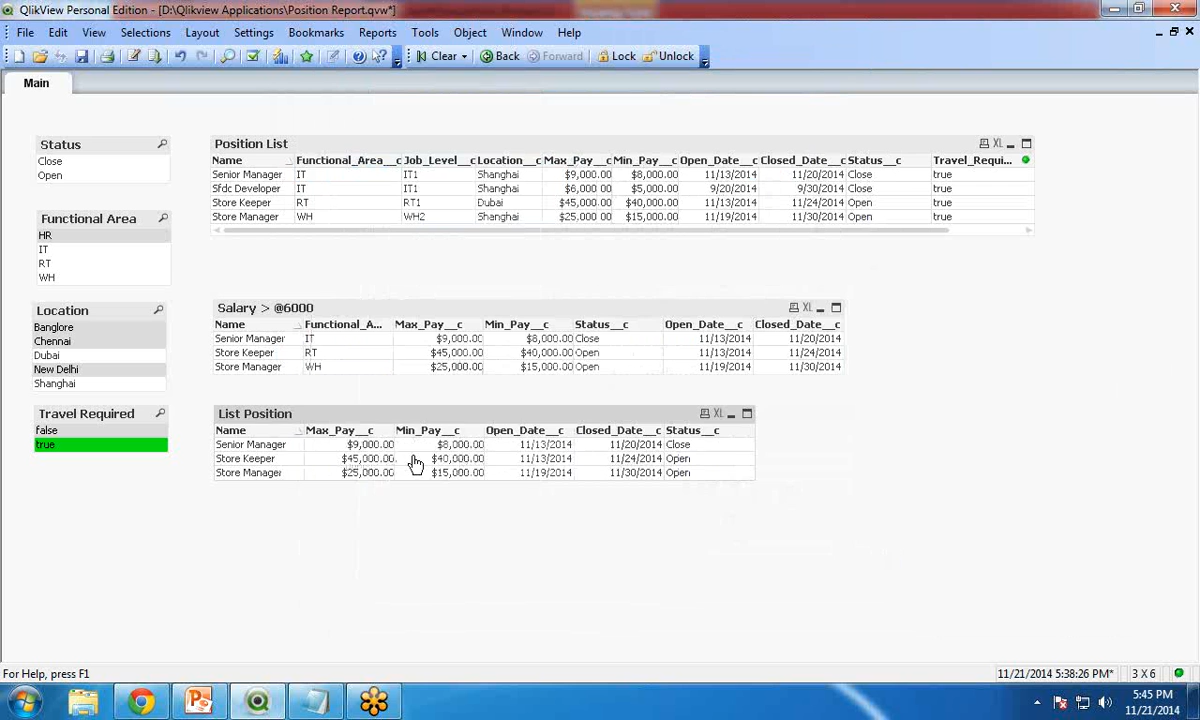 QlikView Personal Edition - [D:\Qlikview Applications\Position Report.qvw*]
File Edit View Selections Layout Settings Bookmarks Reports Tools Object Window Help
Clear Back Forward Lock Unlock
Main
Status
Close
Open
Functional Area
HR
IT
RT
WH
Location
Banglore
Chennai
Dubai
New Delhi
Shanghai
Travel Required
false
true
Position List XL
Name Functional_Area__c Job_Level__c Location__c Max_Pay__c Min_Pay__c Open_Date__c Closed_Date__c Status__c Travel_Requi...
Senior Manager IT IT1 Shanghai $9,000.00 $8,000.00 11/13/2014 11/20/2014 Close true
Sfdc Developer IT IT1 Shanghai $6,000.00 $5,000.00 9/20/2014 9/30/2014 Close true
Store Keeper RT RT1 Dubai $45,000.00 $40,000.00 11/13/2014 11/24/2014 Open true
Store Manager WH WH2 Shanghai $25,000.00 $15,000.00 11/19/2014 11/30/2014 Open true
Salary > @6000 XL
Name Functional_A... Max_Pay__c Min_Pay__c Status__c Open_Date__c Closed_Date__c
Senior Manager IT $9,000.00 $8,000.00 Close 11/13/2014 11/20/2014
Store Keeper RT $45,000.00 $40,000.00 Open 11/13/2014 11/24/2014
Store Manager WH $25,000.00 $15,000.00 Open 11/19/2014 11/30/2014
List Position XL
Name Max_Pay__c Min_Pay__c Open_Date__c Closed_Date__c Status__c
Senior Manager $9,000.00 $8,000.00 11/13/2014 11/20/2014 Close
Store Keeper $45,000.00 $40,000.00 11/13/2014 11/24/2014 Open
Store Manager $25,000.00 $15,000.00 11/19/2014 11/30/2014 Open
For Help, press F1 11/21/2014 5:38:26 PM* 3 X 6
5:45 PM
11/21/2014